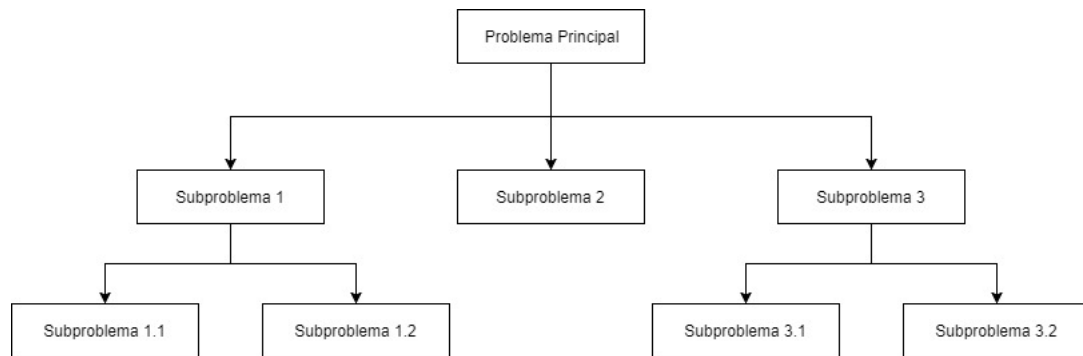 Problema Principal
Subproblema 1
Subproblema 2
Subproblema 3
Subproblema 1.1
Subproblema 1.2
Subproblema 3.1
Subproblema 3.2